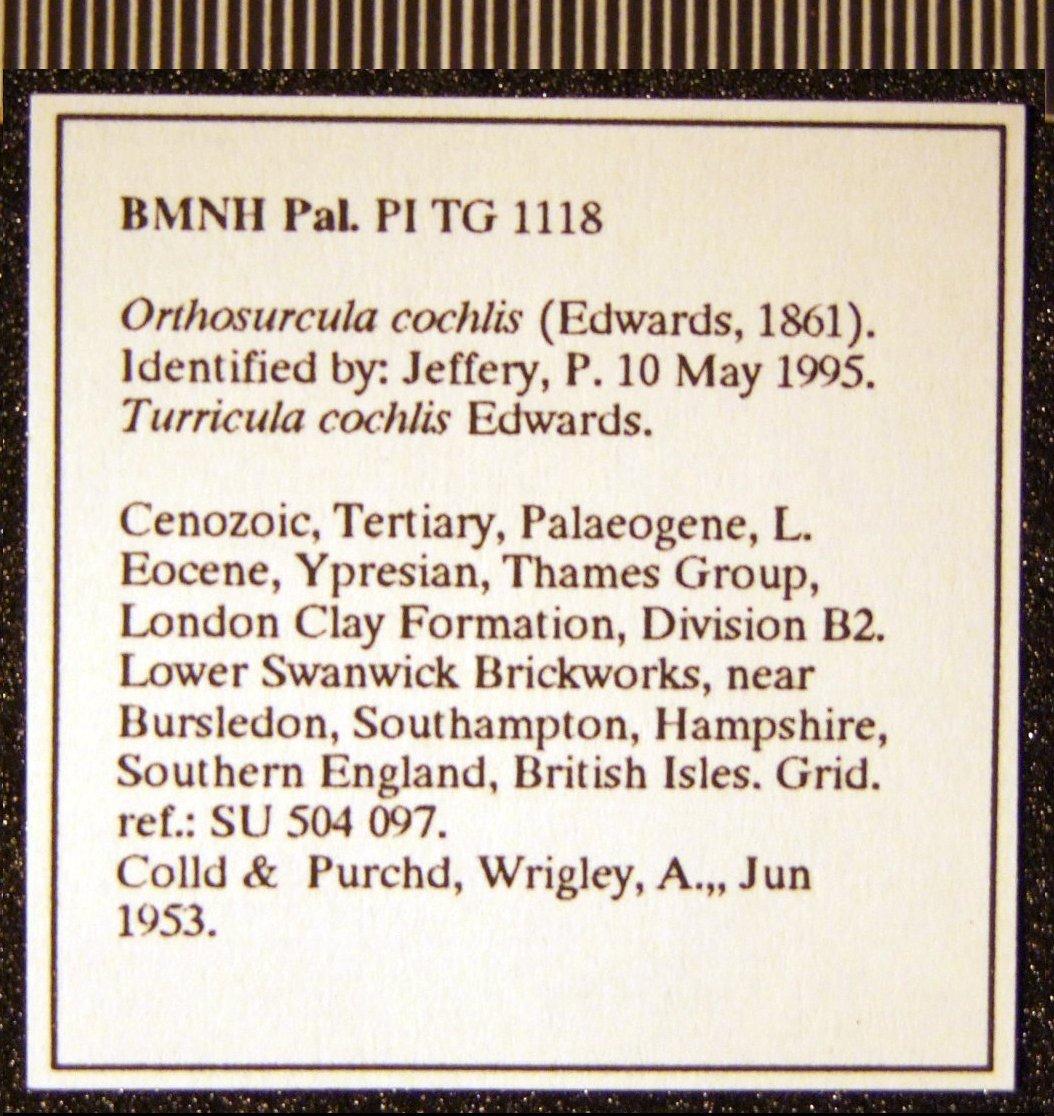 BMNH Pal. PI TG 1118
Orthosurcula cochlis (Edwards, 1861).
Identified by: Jeffery, P. 10 May 1995.
Turricula cochlis Edwards.
Cenozoic, Tertiary, Palaeogene, L.
Eocene, Ypresian, Thames Group,
London Clay Formation, Division B2.
Lower Swanwick Brickworks, near
Bursledon, Southampton, Hampshire,
Southern England, British Isles. Grid.
ref.: SU 504 097.
Colld &  Purchd, Wrigley, A.,,, Jun
1953.